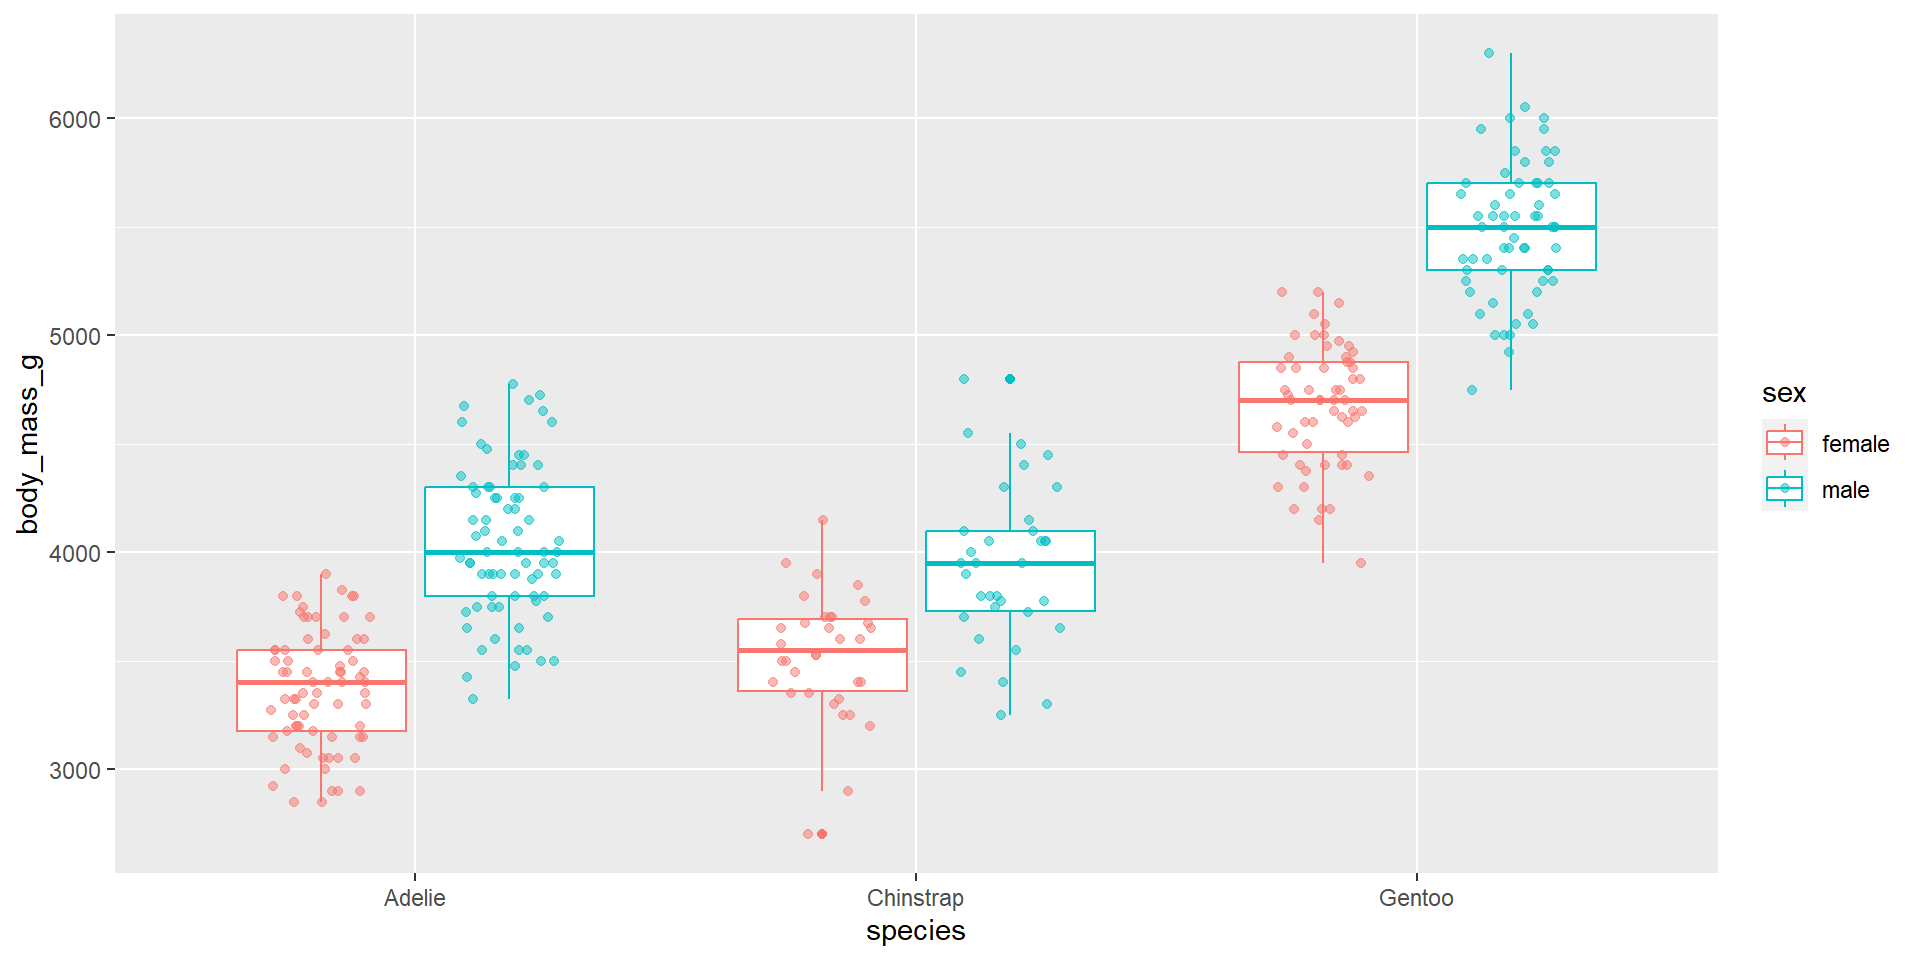 body_mass_g
6000
5000
4000
3000
Adelie
Chinstrap
Gentoo
species
sex
female
male